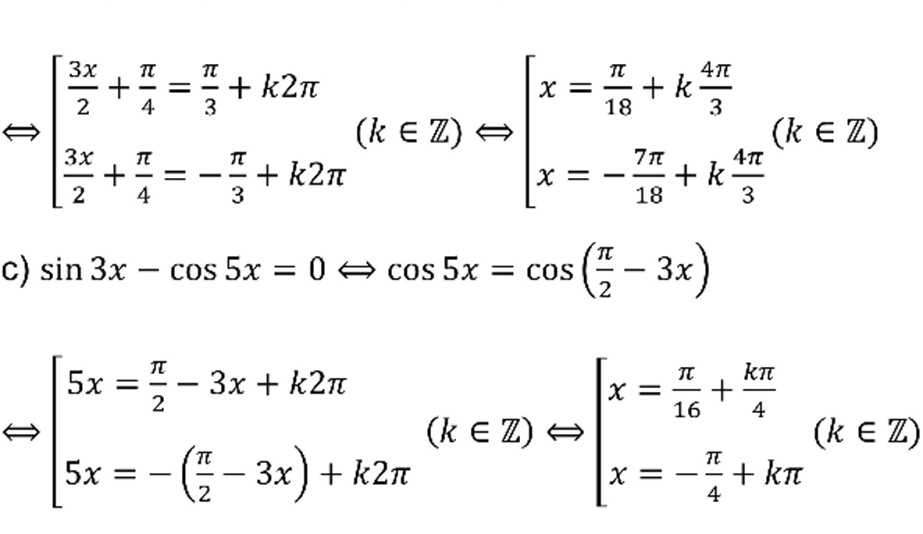 ⇔ [ 3x/2 + π/4 = π/3 + k2π ; 3x/2 + π/4 = −π/3 + k2π (k ∈ ℤ) ⇔ [ x = π/18 + k 4π/3 ; x = −7π/18 + k 4π/3 (k ∈ ℤ)
c) sin 3x − cos 5x = 0 ⇔ cos 5x = cos (π/2 − 3x)
⇔ [ 5x = π/2 − 3x + k2π ; 5x = −(π/2 − 3x) + k2π (k ∈ ℤ) ⇔ [ x = π/16 + kπ/4 ; x = −π/4 + kπ (k ∈ ℤ)